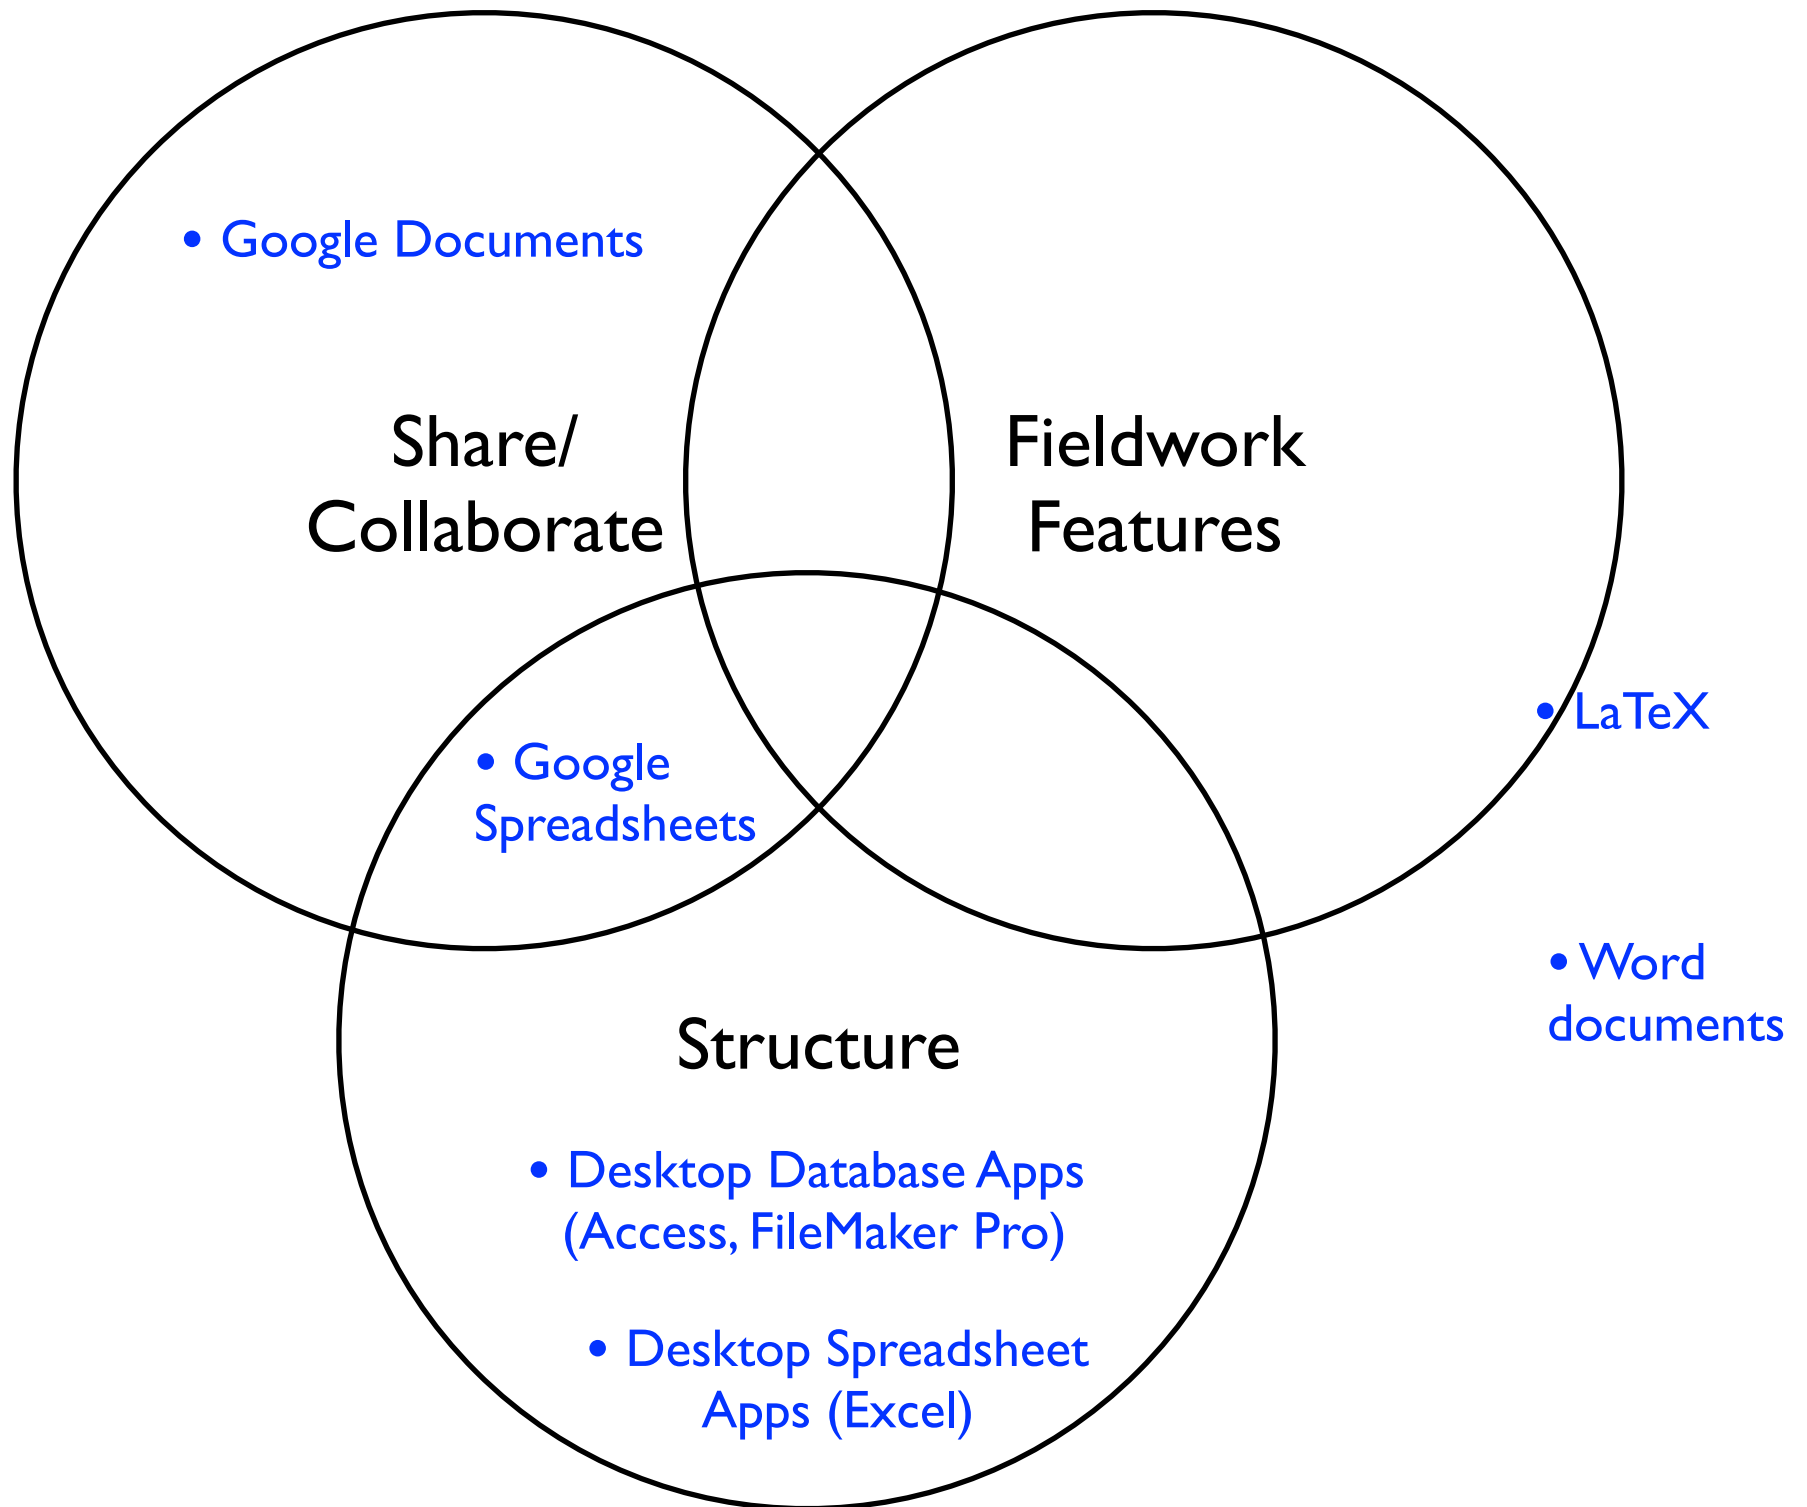 • Google Documents
Share/
Collaborate
Fieldwork
Features
• LaTeX
• Google
Spreadsheets
• Word
documents
Structure
• Desktop Database Apps
(Access, FileMaker Pro)
• Desktop Spreadsheet
Apps (Excel)